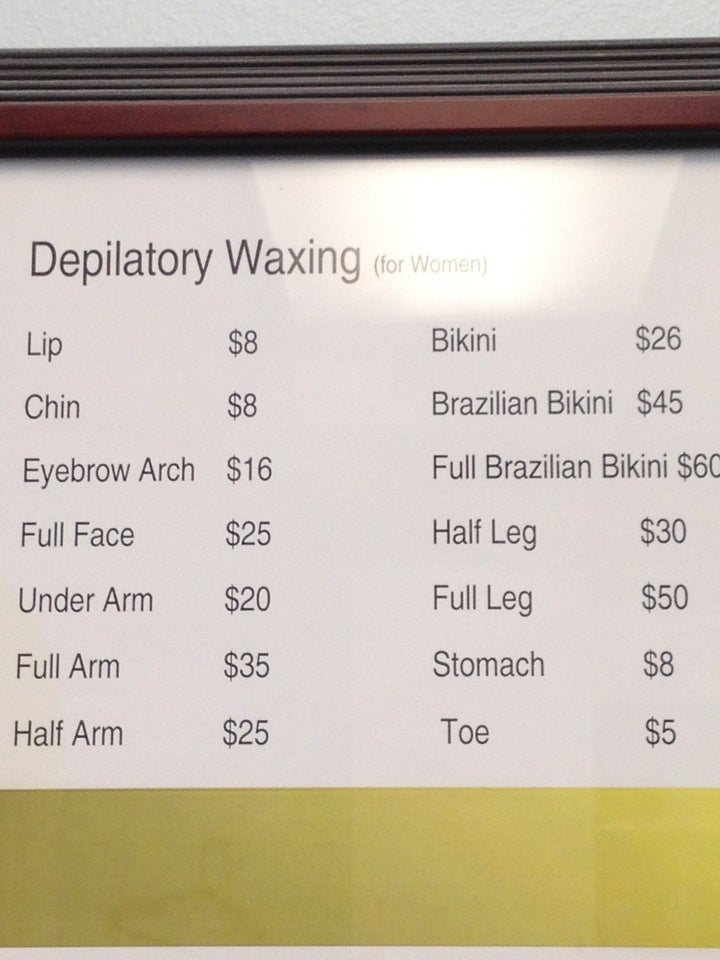 Depilatory Waxing (for Women)
Lip $8
Chin $8
Eyebrow Arch $16
Full Face $25
Under Arm $20
Full Arm $35
Half Arm $25
Bikini $26
Brazilian Bikini $45
Full Brazilian Bikini $60
Half Leg $30
Full Leg $50
Stomach $8
Toe $5